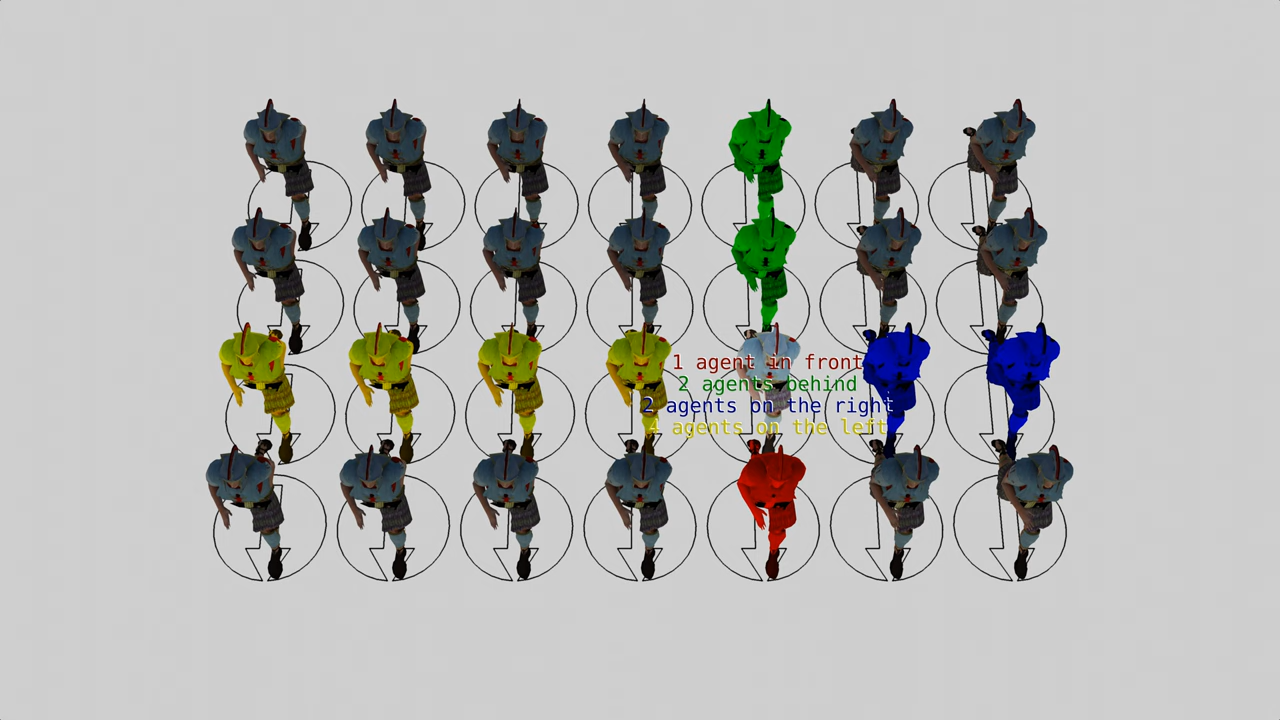 1 agent in front
2 agents behind
2 agents on the right
4 agents on the left